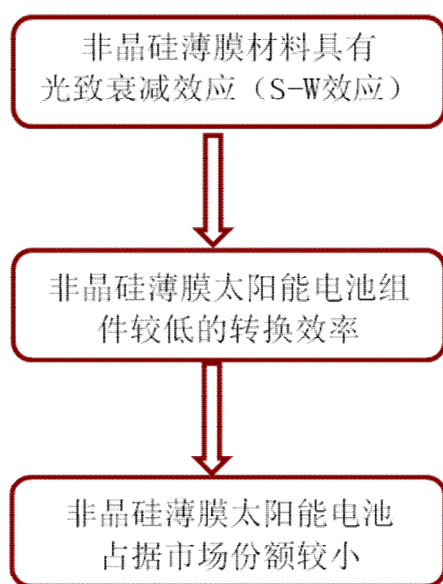 非晶硅薄膜材料具有
光致衰减效应（S-W效应）
非晶硅薄膜太阳能电池组
件较低的转换效率
非晶硅薄膜太阳能电池
占据市场份额较小